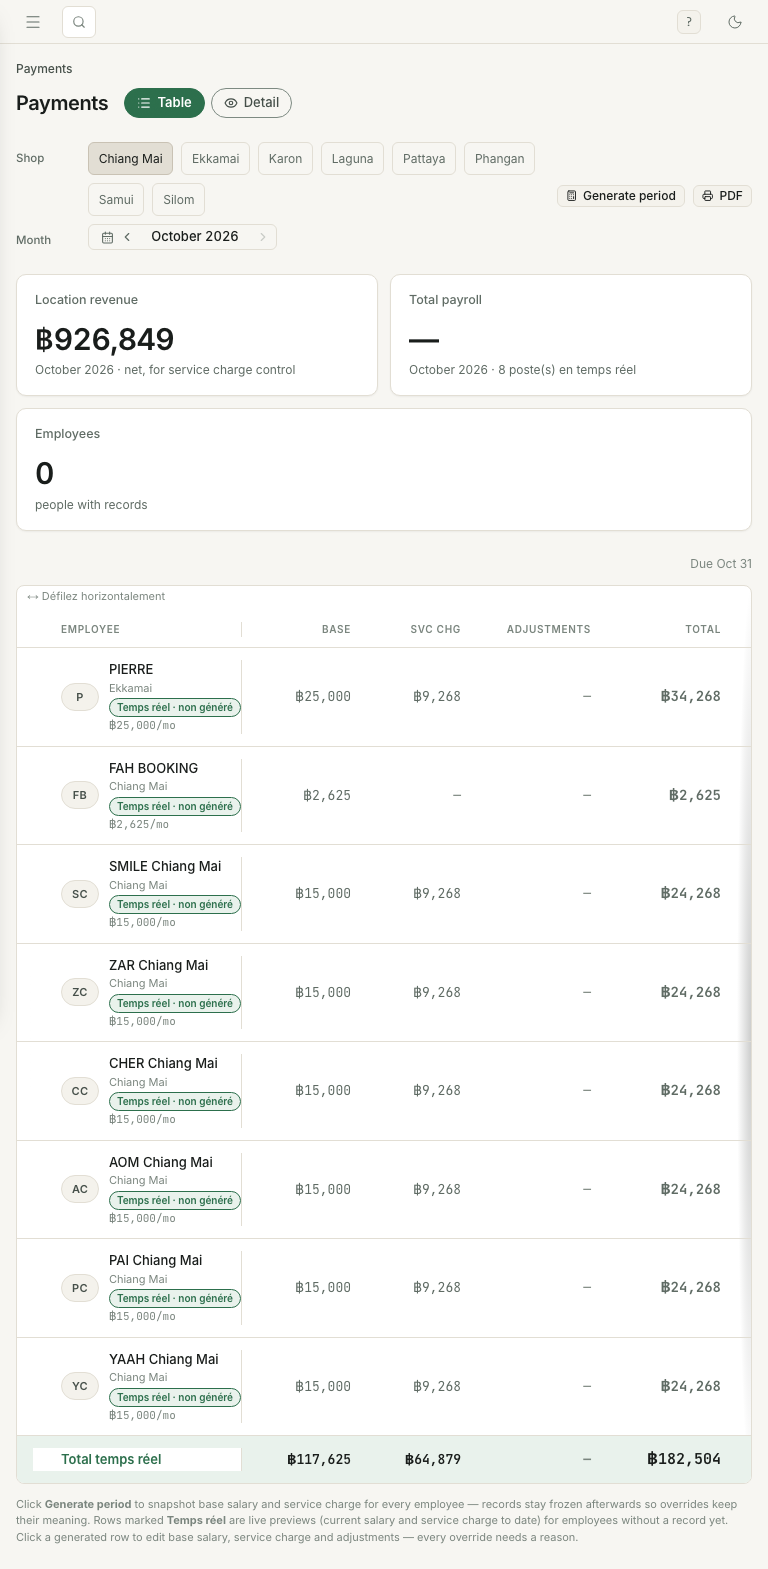 ?
Payments
Payments
Table
Detail
Shop
Chiang Mai
Ekkamai
Karon
Laguna
Pattaya
Phangan
Samui
Silom
Generate period
PDF
Month
October 2026
Location revenue
฿926,849
October 2026 · net, for service charge control
Total payroll
—
October 2026 · 8 poste(s) en temps réel
Employees
0
people with records
Due Oct 31
↔ Défilez horizontalement
EMPLOYEE BASE SVC CHG ADJUSTMENTS TOTAL
PIERRE
Ekkamai
P
Temps réel · non généré
฿25,000/mo
฿25,000 ฿9,268 — ฿34,268
FAH BOOKING
Chiang Mai
FB
Temps réel · non généré
฿2,625/mo
฿2,625 — — ฿2,625
SMILE Chiang Mai
Chiang Mai
SC
Temps réel · non généré
฿15,000/mo
฿15,000 ฿9,268 — ฿24,268
ZAR Chiang Mai
Chiang Mai
ZC
Temps réel · non généré
฿15,000/mo
฿15,000 ฿9,268 — ฿24,268
CHER Chiang Mai
Chiang Mai
CC
Temps réel · non généré
฿15,000/mo
฿15,000 ฿9,268 — ฿24,268
AOM Chiang Mai
Chiang Mai
AC
Temps réel · non généré
฿15,000/mo
฿15,000 ฿9,268 — ฿24,268
PAI Chiang Mai
Chiang Mai
PC
Temps réel · non généré
฿15,000/mo
฿15,000 ฿9,268 — ฿24,268
YAAH Chiang Mai
Chiang Mai
YC
Temps réel · non généré
฿15,000/mo
฿15,000 ฿9,268 — ฿24,268
Total temps réel ฿117,625 ฿64,879 — ฿182,504
Click Generate period to snapshot base salary and service charge for every employee — records stay frozen afterwards so overrides keep
their meaning. Rows marked Temps réel are live previews (current salary and service charge to date) for employees without a record yet.
Click a generated row to edit base salary, service charge and adjustments — every override needs a reason.